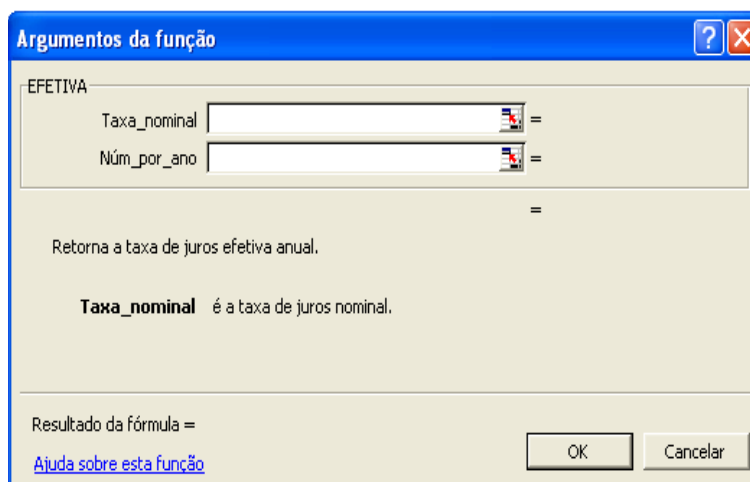 Argumentos da função
EFETIVA
Taxa_nominal =
Núm_por_ano =
=
Retorna a taxa de juros efetiva anual.
Taxa_nominal é a taxa de juros nominal.
Resultado da fórmula =
Ajuda sobre esta função
OK Cancelar